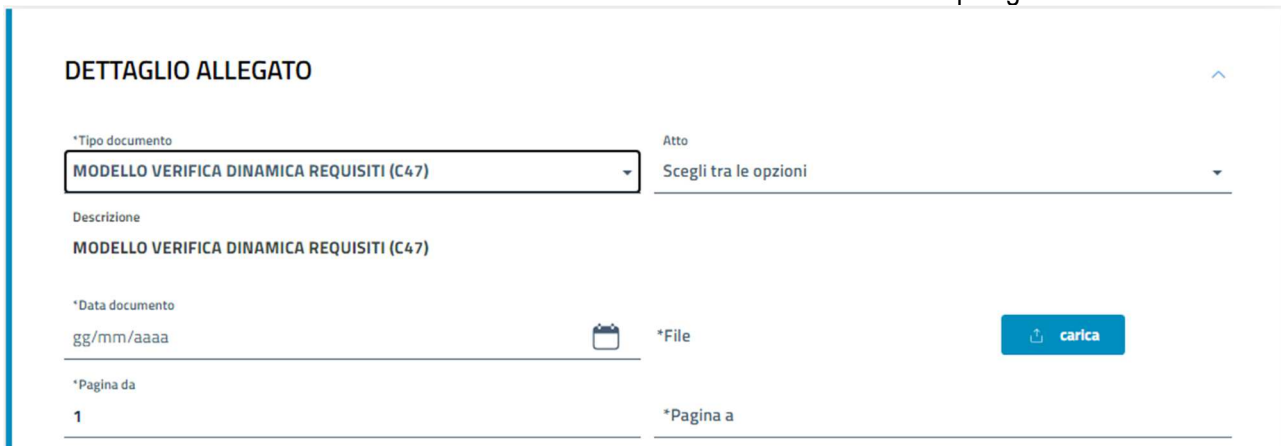 DETTAGLIO ALLEGATO
*Tipo documento
MODELLO VERIFICA DINAMICA REQUISITI (C47)
Atto
Scegli tra le opzioni
Descrizione
MODELLO VERIFICA DINAMICA REQUISITI (C47)
*Data documento
gg/mm/aaaa
*File
carica
*Pagina da
1
*Pagina a